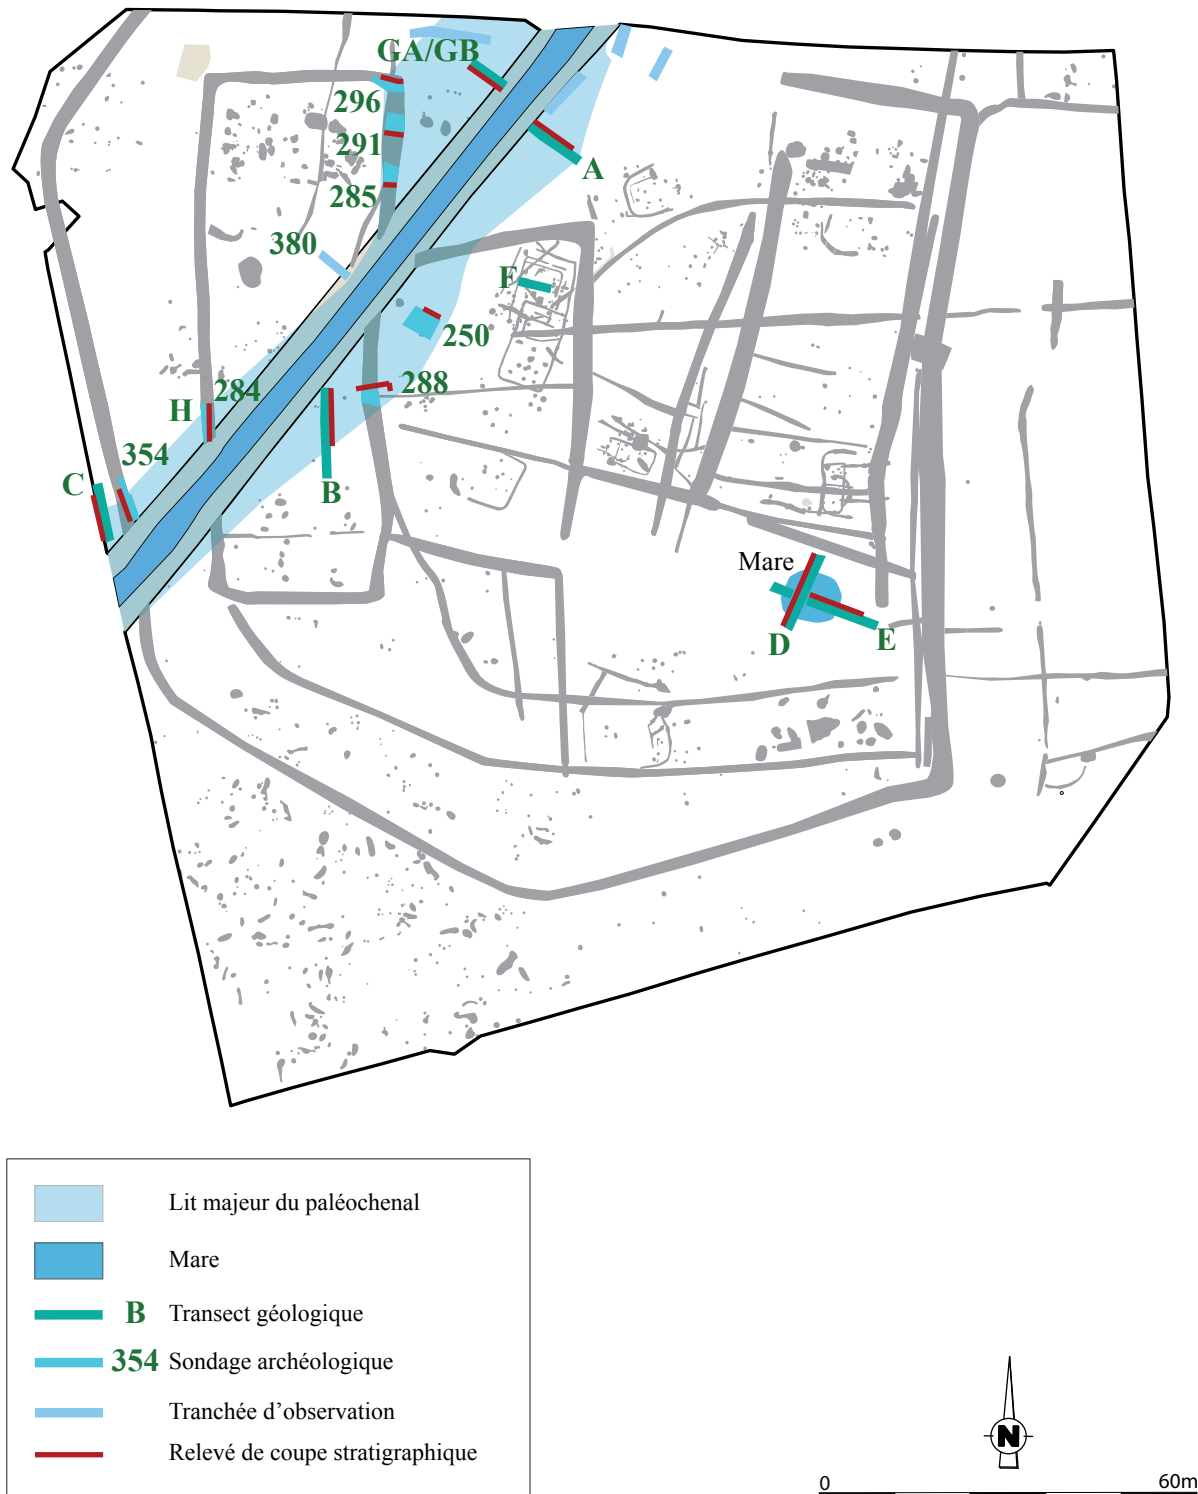 GA/GB
296
291
A
285
380
F
250
284
288
H
354
C
B
Mare
D
E
Lit majeur du paléochenal
Mare
B Transect géologique
354 Sondage archéologique
Tranchée d’observation
Relevé de coupe stratigraphique
N
0 60m